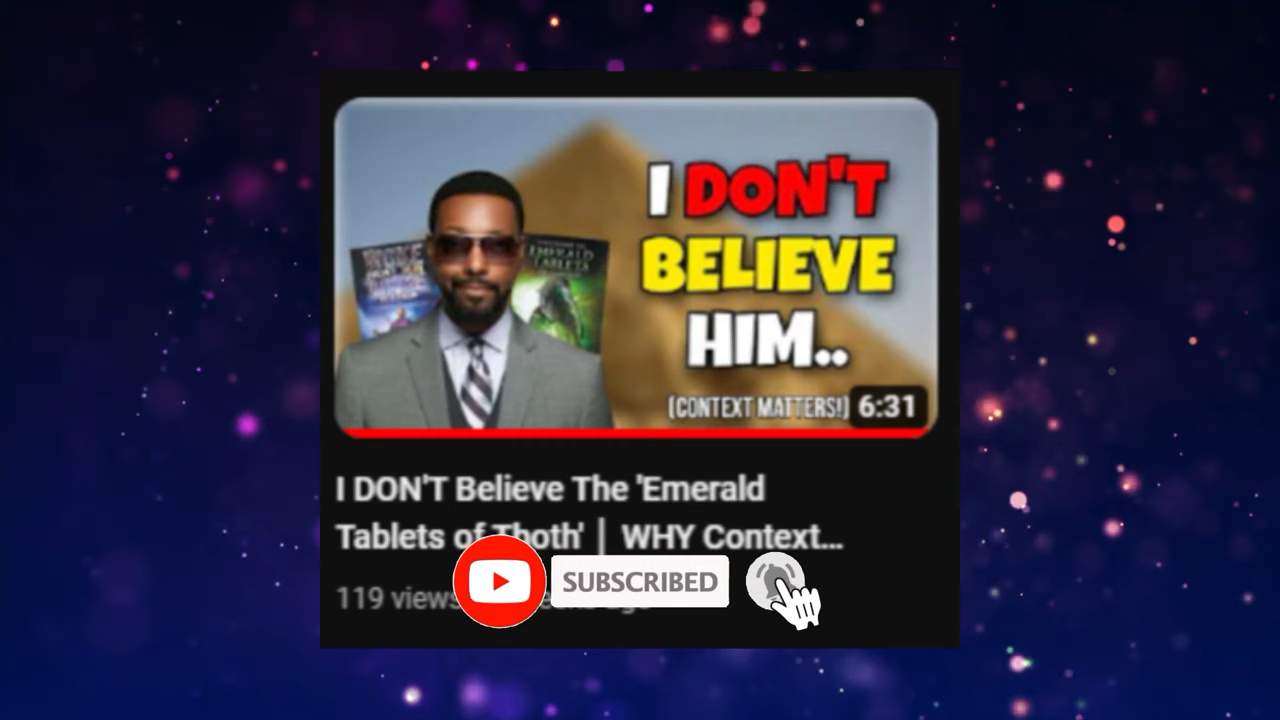 EMERALD
TABLETS
I DON'T
BELIEVE
HIM..
(CONTEXT MATTERS!) 6:31
I DON'T Believe The 'Emerald
Tablets of Thoth' | WHY Context...
119 views
SUBSCRIBED